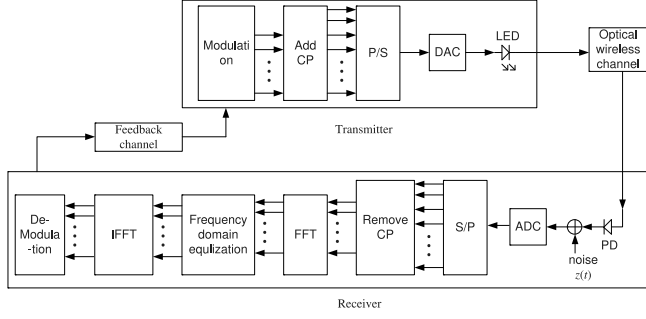 Modulati
on
Add
CP
P/S
DAC
LED
Optical
wireless
channel
Transmitter
Feedback
channel
De-
Modula
-tion
IFFT
Frequency
domain
equlization
FFT
Remove
CP
S/P
ADC
PD
noise
z(t)
Receiver